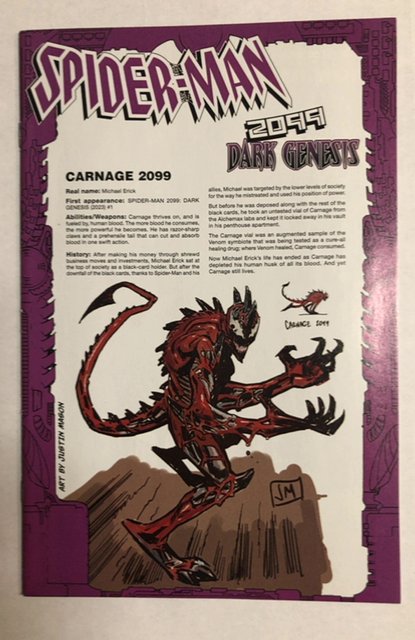 SPIDER-MAN
2099
DARK GENESIS
CARNAGE 2099
Real name: Michael Erick
First appearance: SPIDER-MAN 2099: DARK
GENESIS (2023) #1
Abilities/Weapons: Carnage thrives on, and is
fueled by, human blood. The more blood he consumes,
the more powerful he becomes. He has razor-sharp
claws and a prehensile tail that can cut and absorb
blood in one swift action.
History: After making his money through shrewd
business moves and investments, Michael Erick sat at
the top of society as a black-card holder. But after the
downfall of the black cards, thanks to Spider-Man and his
allies, Michael was targeted by the lower levels of society
for the way he mistreated and used his position of power.
But before he was deposed along with the rest of the
black cards, he took an untested vial of Carnage from
the Alchemax labs and kept it locked away in his vault
in his penthouse apartment.
The Carnage vial was an augmented sample of the
Venom symbiote that was being tested as a cure-all
healing drug; where Venom healed, Carnage consumed.
Now Michael Erick's life has ended as Carnage has
depleted his human husk of all its blood. And yet
Carnage still lives.
CARNAGE 2099
ART BY JUSTIN MASON
JM